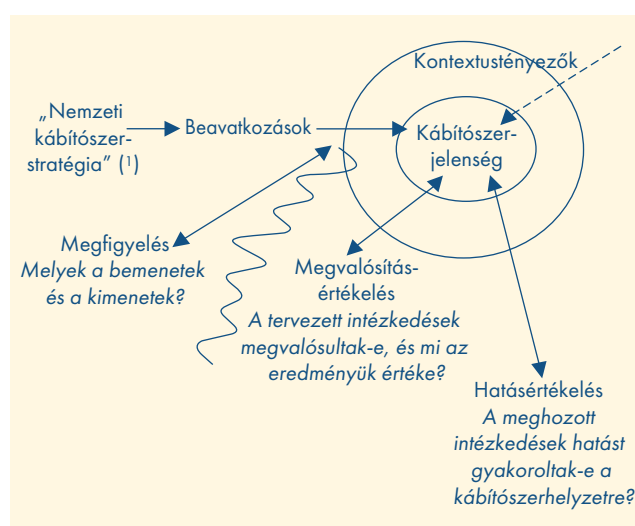 Kontextustényezők
„Nemzeti
kábítószer-
stratégia” (¹)
Beavatkozások
Kábítószer-
jelenség
Megfigyelés
Melyek a bemenetek
és a kimenetek?
Megvalósítás-
értékelés
A tervezett intézkedések
megvalósultak-e, és mi az
eredményük értéke?
Hatásértékelés
A meghozott
intézkedések hatást
gyakoroltak-e a
kábítószerhelyzetre?